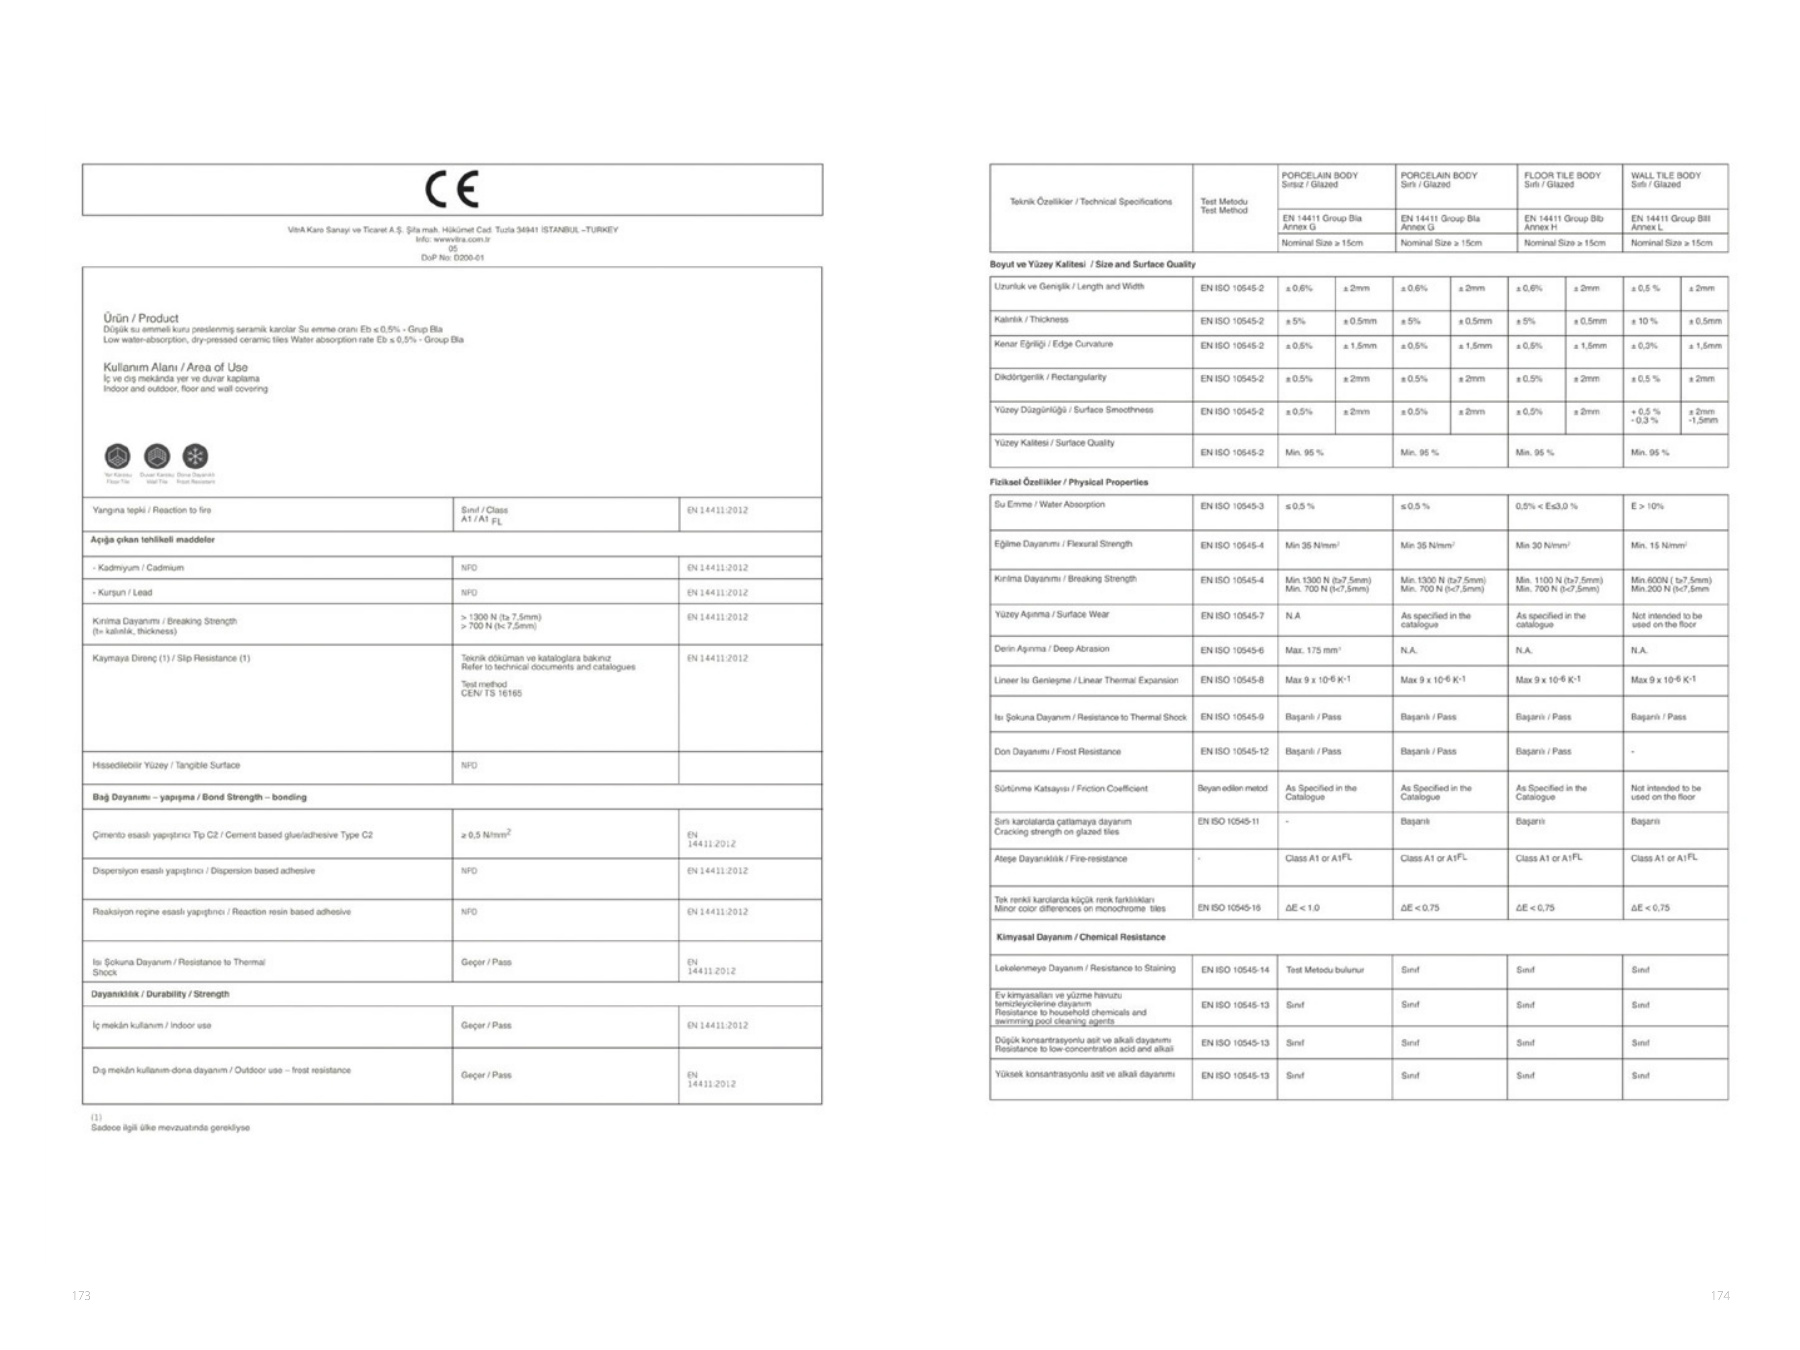 CE
VitrA Karo Sanayi ve Ticaret A.Ş. Şifa mah. Hükümet Cad. Tuzla 34941 İSTANBUL –TURKEY
Info: wwwvitra.com.tr
05
DoP No: D200-01
Ürün / Product
Düşük su emmeli kuru preslenmiş seramik karolar Su emme oranı Eb ≤ 0,5% - Grup BIa
Low water-absorption, dry-pressed ceramic tiles Water absorption rate Eb ≤ 0,5% - Group BIa
Kullanım Alanı / Area of Use
İç ve dış mekânda yer ve duvar kaplama
Indoor and outdoor, floor and wall covering
Yer Karosu Duvar Karosu Dona Dayanıklı
Floor Tile Wall Tile Frost Resistant
Yangına tepki / Reaction to fire Sınıf / Class EN 14411:2012
A1 / A1 FL
Açığa çıkan tehlikeli maddeler
- Kadmiyum / Cadmium NPD EN 14411:2012
- Kurşun / Lead NPD EN 14411:2012
Kırılma Dayanımı / Breaking Strength > 1300 N (t≥ 7,5mm) EN 14411:2012
(t= kalınlık, thickness) > 700 N (t< 7,5mm)
Kaymaya Direnç (1) / Slip Resistance (1) Teknik döküman ve kataloglara bakınız EN 14411:2012
Refer to technical documents and catalogues
Test method
CEN/ TS 16165
Hissedilebilir Yüzey / Tangible Surface NPD
Bağ Dayanımı – yapışma / Bond Strength – bonding
Çimento esaslı yapıştırıcı Tip C2 / Cement based glue/adhesive Type C2 ≥ 0,5 N/mm2 EN
14411:2012
Dispersiyon esaslı yapıştırıcı / Dispersion based adhesive NPD EN 14411:2012
Reaksiyon reçine esaslı yapıştırıcı / Reaction resin based adhesive NPD EN 14411:2012
Isı Şokuna Dayanım / Resistance to Thermal Geçer / Pass EN
Shock 14411:2012
Dayanıklılık / Durability / Strength
İç mekân kullanım / Indoor use Geçer / Pass EN 14411:2012
Dış mekân kullanım-dona dayanım / Outdoor use – frost resistance Geçer / Pass EN
14411:2012
(1)
Sadece ilgili ülke mevzuatında gerekliyse
173
Teknik Özellikler / Technical Specifications
Test Metodu
Test Method
PORCELAIN BODY PORCELAIN BODY FLOOR TILE BODY WALL TILE BODY
Sırsız / Glazed Sırlı / Glazed Sırlı / Glazed Sırlı / Glazed
EN 14411 Group BIa EN 14411 Group BIa EN 14411 Group BIb EN 14411 Group BIII
Annex G Annex G Annex H Annex L
Nominal Size ≥ 15cm Nominal Size ≥ 15cm Nominal Size ≥ 15cm Nominal Size ≥ 15cm
Boyut ve Yüzey Kalitesi / Size and Surface Quality
Uzunluk ve Genişlik / Length and Width EN ISO 10545-2 ± 0,6% ± 2mm ± 0,6% ± 2mm ± 0,6% ± 2mm ± 0,5 % ± 2mm
Kalınlık / Thickness EN ISO 10545-2 ± 5% ± 0.5mm ± 5% ± 0,5mm ± 5% ± 0,5mm ± 10 % ± 0,5mm
Kenar Eğriliği / Edge Curvature EN ISO 10545-2 ± 0,5% ± 1,5mm ± 0,5% ± 1,5mm ± 0,5% ± 1,5mm ± 0,3% ± 1,5mm
Dikdörtgenlik / Rectangularity EN ISO 10545-2 ± 0,5% ± 2mm ± 0,5% ± 2mm ± 0,5% ± 2mm ± 0,5 % ± 2mm
Yüzey Düzgünlüğü / Surface Smoothness EN ISO 10545-2 ± 0,5% ± 2mm ± 0,5% ± 2mm ± 0,5% ± 2mm + 0,5 % ± 2mm
- 0.3 % -1,5mm
Yüzey Kalitesi / Surface Quality EN ISO 10545-2 Min. 95 % Min. 95 % Min. 95 % Min. 95 %
Fiziksel Özellikler / Physical Properties
Su Emme / Water Absorption EN ISO 10545-3 ≤ 0,5 % ≤ 0,5 % 0,5% < E≤3,0 % E > 10%
Eğilme Dayanımı / Flexural Strength EN ISO 10545-4 Min 35 N/mm² Min 35 N/mm² Min 30 N/mm² Min. 15 N/mm²
Kırılma Dayanımı / Breaking Strength EN ISO 10545-4 Min.1300 N (t≥7,5mm) Min.1300 N (t≥7,5mm) Min. 1100 N (t≥7,5mm) Min.600N ( t≥7,5mm)
Min. 700 N (t<7,5mm) Min. 700 N (t<7,5mm) Min. 700 N (t<7,5mm) Min.200 N (t<7,5mm
Yüzey Aşınma / Surface Wear EN ISO 10545-7 N.A As specified in the As specified in the Not intended to be
catalogue catalogue used on the floor
Derin Aşınma / Deep Abrasion EN ISO 10545-6 Max. 175 mm³ N.A. N.A. N.A.
Lineer Isı Genleşme / Linear Thermal Expansion EN ISO 10545-8 Max 9 x 10-6 K-1 Max 9 x 10-6 K-1 Max 9 x 10-6 K-1 Max 9 x 10-6 K-1
Isı Şokuna Dayanım / Resistance to Thermal Shock EN ISO 10545-9 Başarılı / Pass Başarılı / Pass Başarılı / Pass Başarılı / Pass
Don Dayanımı / Frost Resistance EN ISO 10545-12 Başarılı / Pass Başarılı / Pass Başarılı / Pass -
Sürtünme Katsayısı / Friction Coefficient Beyan edilen metod As Specified in the As Specified in the As Specified in the Not intended to be
Catalogue Catalogue Catalogue used on the floor
Sırlı karolalarda çatlamaya dayanım EN ISO 10545-11 - Başarılı Başarılı Başarılı
Cracking strength on glazed tiles
Ateşe Dayanıklılık / Fire-resistance - Class A1 or A1FL Class A1 or A1FL Class A1 or A1FL Class A1 or A1FL
Tek renkli karolarda küçük renk farklılıkları
Minor color differences on monochrome tiles EN ISO 10545-16 ΔE < 1.0 ΔE < 0.75 ΔE < 0,75 ΔE < 0,75
Kimyasal Dayanım / Chemical Resistance
Lekelenmeye Dayanım / Resistance to Staining EN ISO 10545-14 Test Metodu bulunur Sınıf Sınıf Sınıf
Ev kimyasalları ve yüzme havuzu
temizleyicilerine dayanım EN ISO 10545-13 Sınıf Sınıf Sınıf Sınıf
Resistance to household chemicals and
swimming pool cleaning agents
Düşük konsantrasyonlu asit ve alkali dayanımı EN ISO 10545-13 Sınıf Sınıf Sınıf Sınıf
Resistance to low-concentration acid and alkali
Yüksek konsantrasyonlu asit ve alkali dayanımı EN ISO 10545-13 Sınıf Sınıf Sınıf Sınıf
174